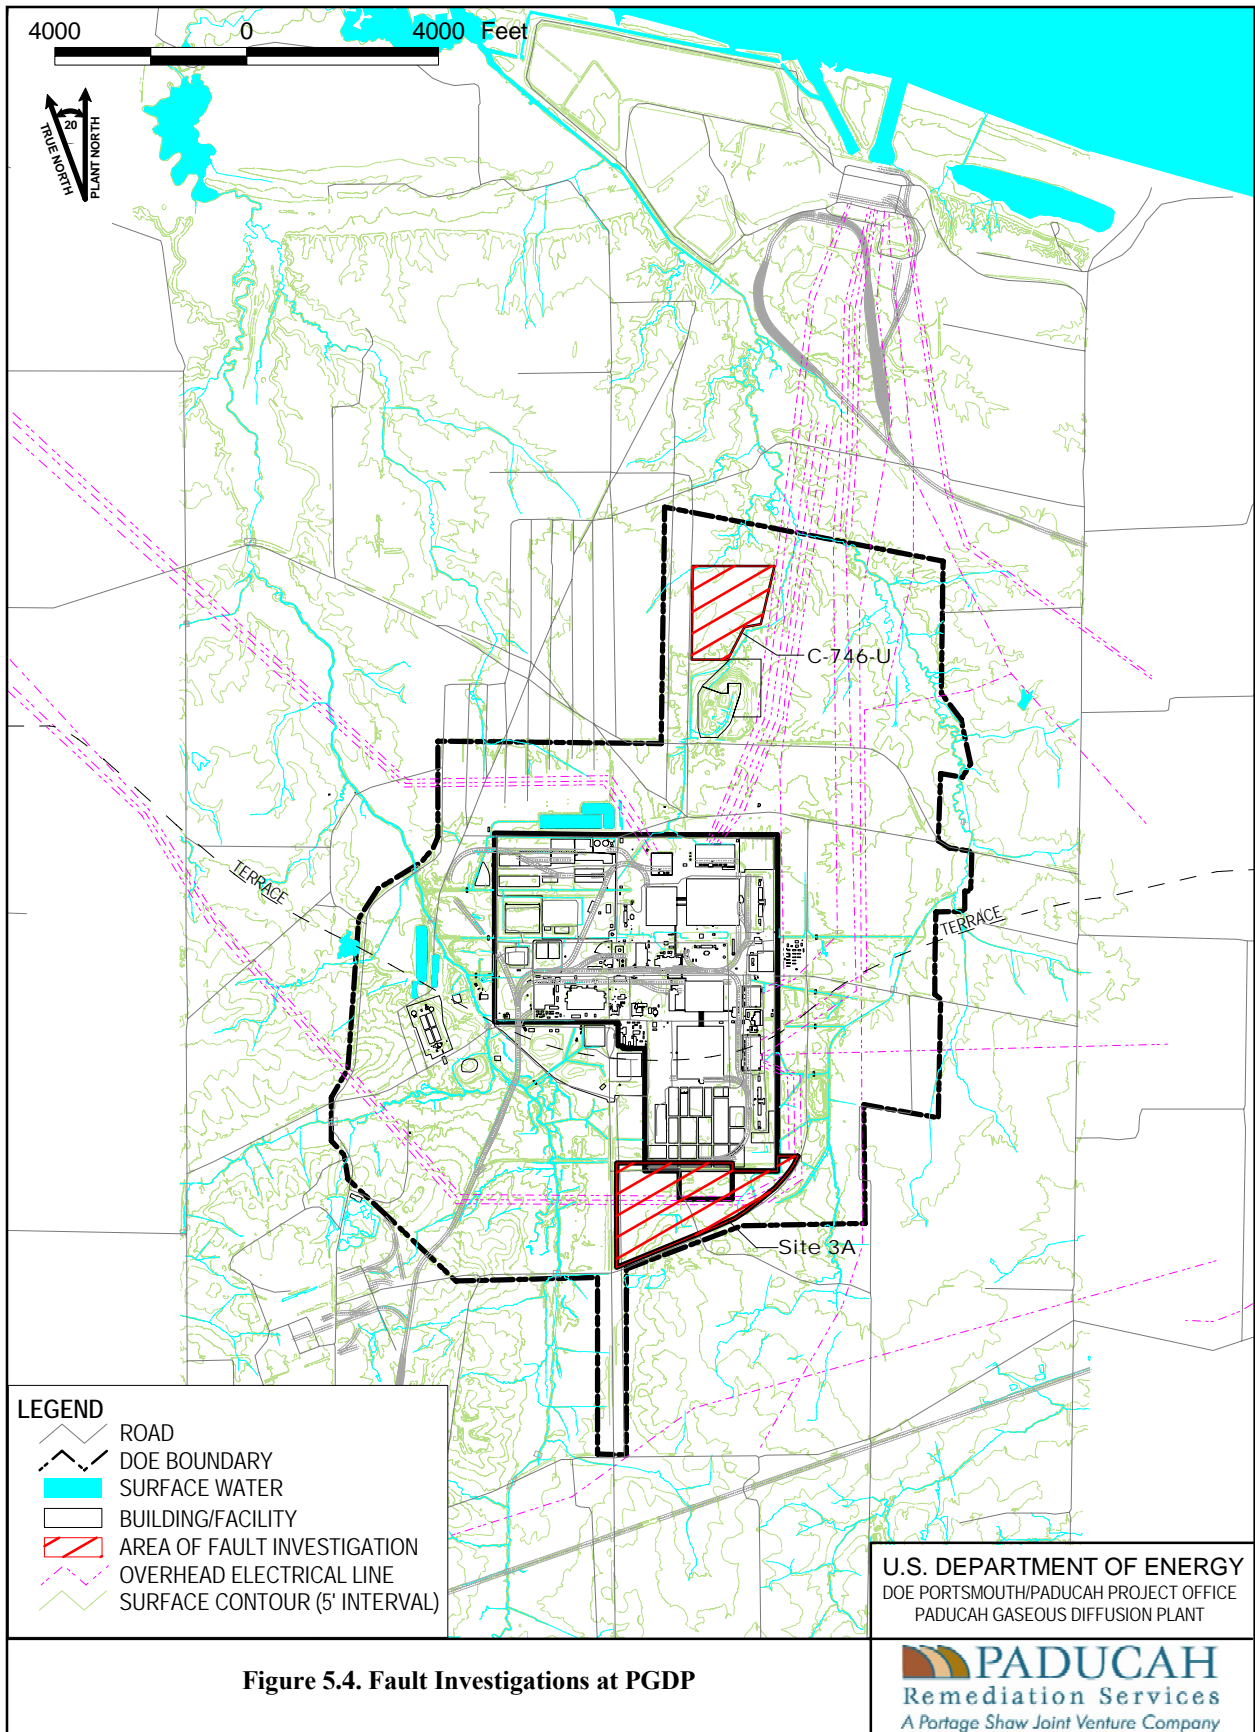 4000 0 4000 Feet
20
TRUE NORTH
PLANT NORTH
C-746-U
TERRACE
TERRACE
Site 3A
LEGEND
ROAD
DOE BOUNDARY
SURFACE WATER
BUILDING/FACILITY
AREA OF FAULT INVESTIGATION
OVERHEAD ELECTRICAL LINE
SURFACE CONTOUR (5' INTERVAL)
U.S. DEPARTMENT OF ENERGY
DOE PORTSMOUTH/PADUCAH PROJECT OFFICE
PADUCAH GASEOUS DIFFUSION PLANT
Figure 5.4. Fault Investigations at PGDP
PADUCAH
Remediation Services
A Portage Shaw Joint Venture Company